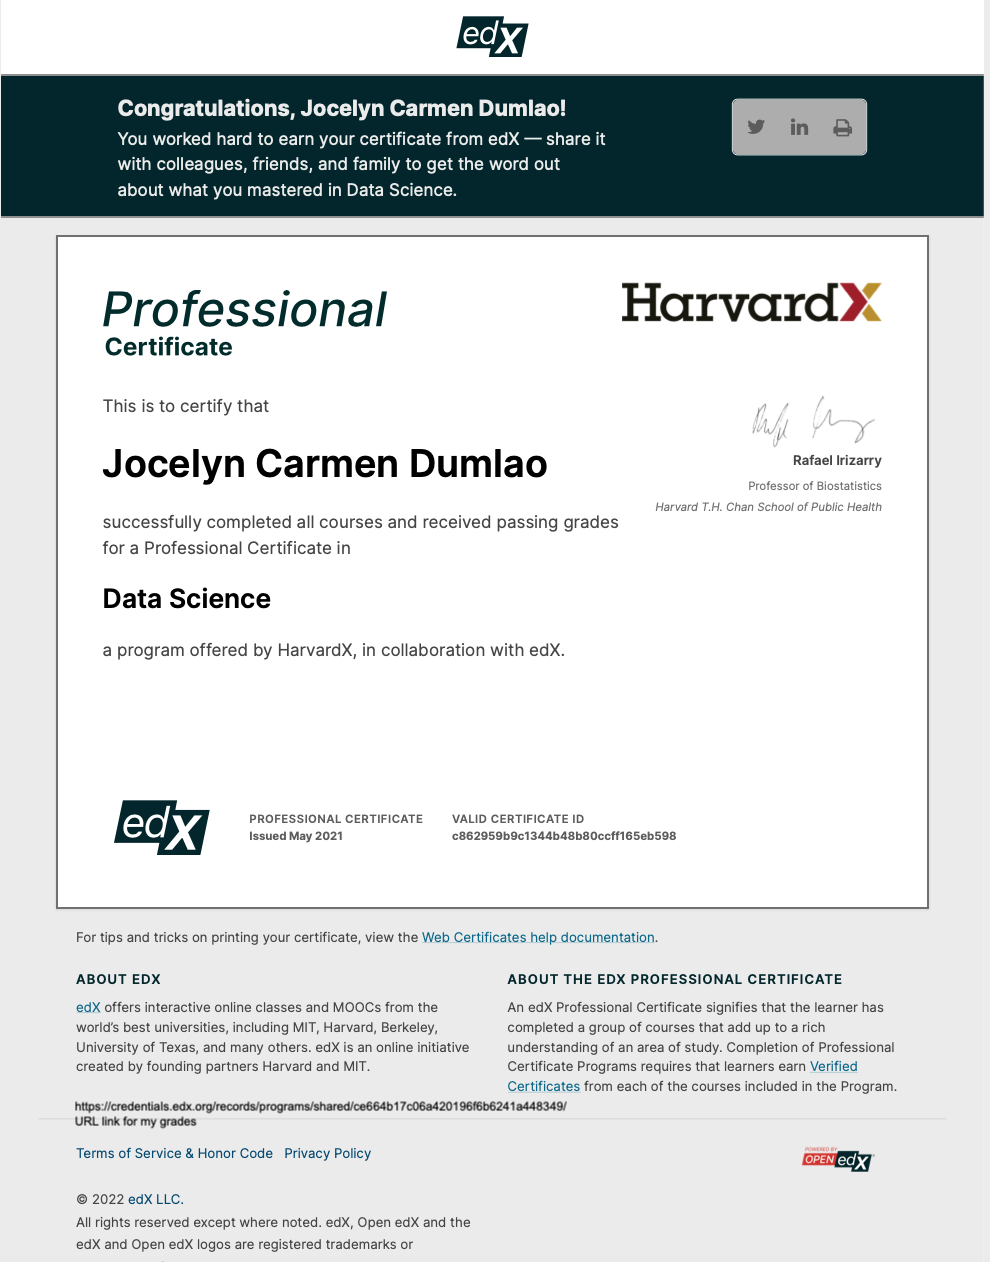 edX
Congratulations, Jocelyn Carmen Dumlao!
You worked hard to earn your certificate from edX — share it
with colleagues, friends, and family to get the word out
about what you mastered in Data Science.
Professional
Certificate
HarvardX
This is to certify that
Jocelyn Carmen Dumlao
successfully completed all courses and received passing grades
for a Professional Certificate in
Data Science
a program offered by HarvardX, in collaboration with edX.
Rafael Irizarry
Professor of Biostatistics
Harvard T.H. Chan School of Public Health
edX
PROFESSIONAL CERTIFICATE
Issued May 2021
VALID CERTIFICATE ID
c862959b9c1344b48b80ccff165eb598
For tips and tricks on printing your certificate, view the Web Certificates help documentation.
ABOUT EDX
edX offers interactive online classes and MOOCs from the
world's best universities, including MIT, Harvard, Berkeley,
University of Texas, and many others. edX is an online initiative
created by founding partners Harvard and MIT.
ABOUT THE EDX PROFESSIONAL CERTIFICATE
An edX Professional Certificate signifies that the learner has
completed a group of courses that add up to a rich
understanding of an area of study. Completion of Professional
Certificate Programs requires that learners earn Verified
Certificates from each of the courses included in the Program.
https://credentials.edx.org/records/programs/shared/ce664b17c06a420196f6b6241a448349/
URL link for my grades
Terms of Service & Honor Code Privacy Policy
POWERED BY
OPEN edX
© 2022 edX LLC.
All rights reserved except where noted. edX, Open edX and the
edX and Open edX logos are registered trademarks or